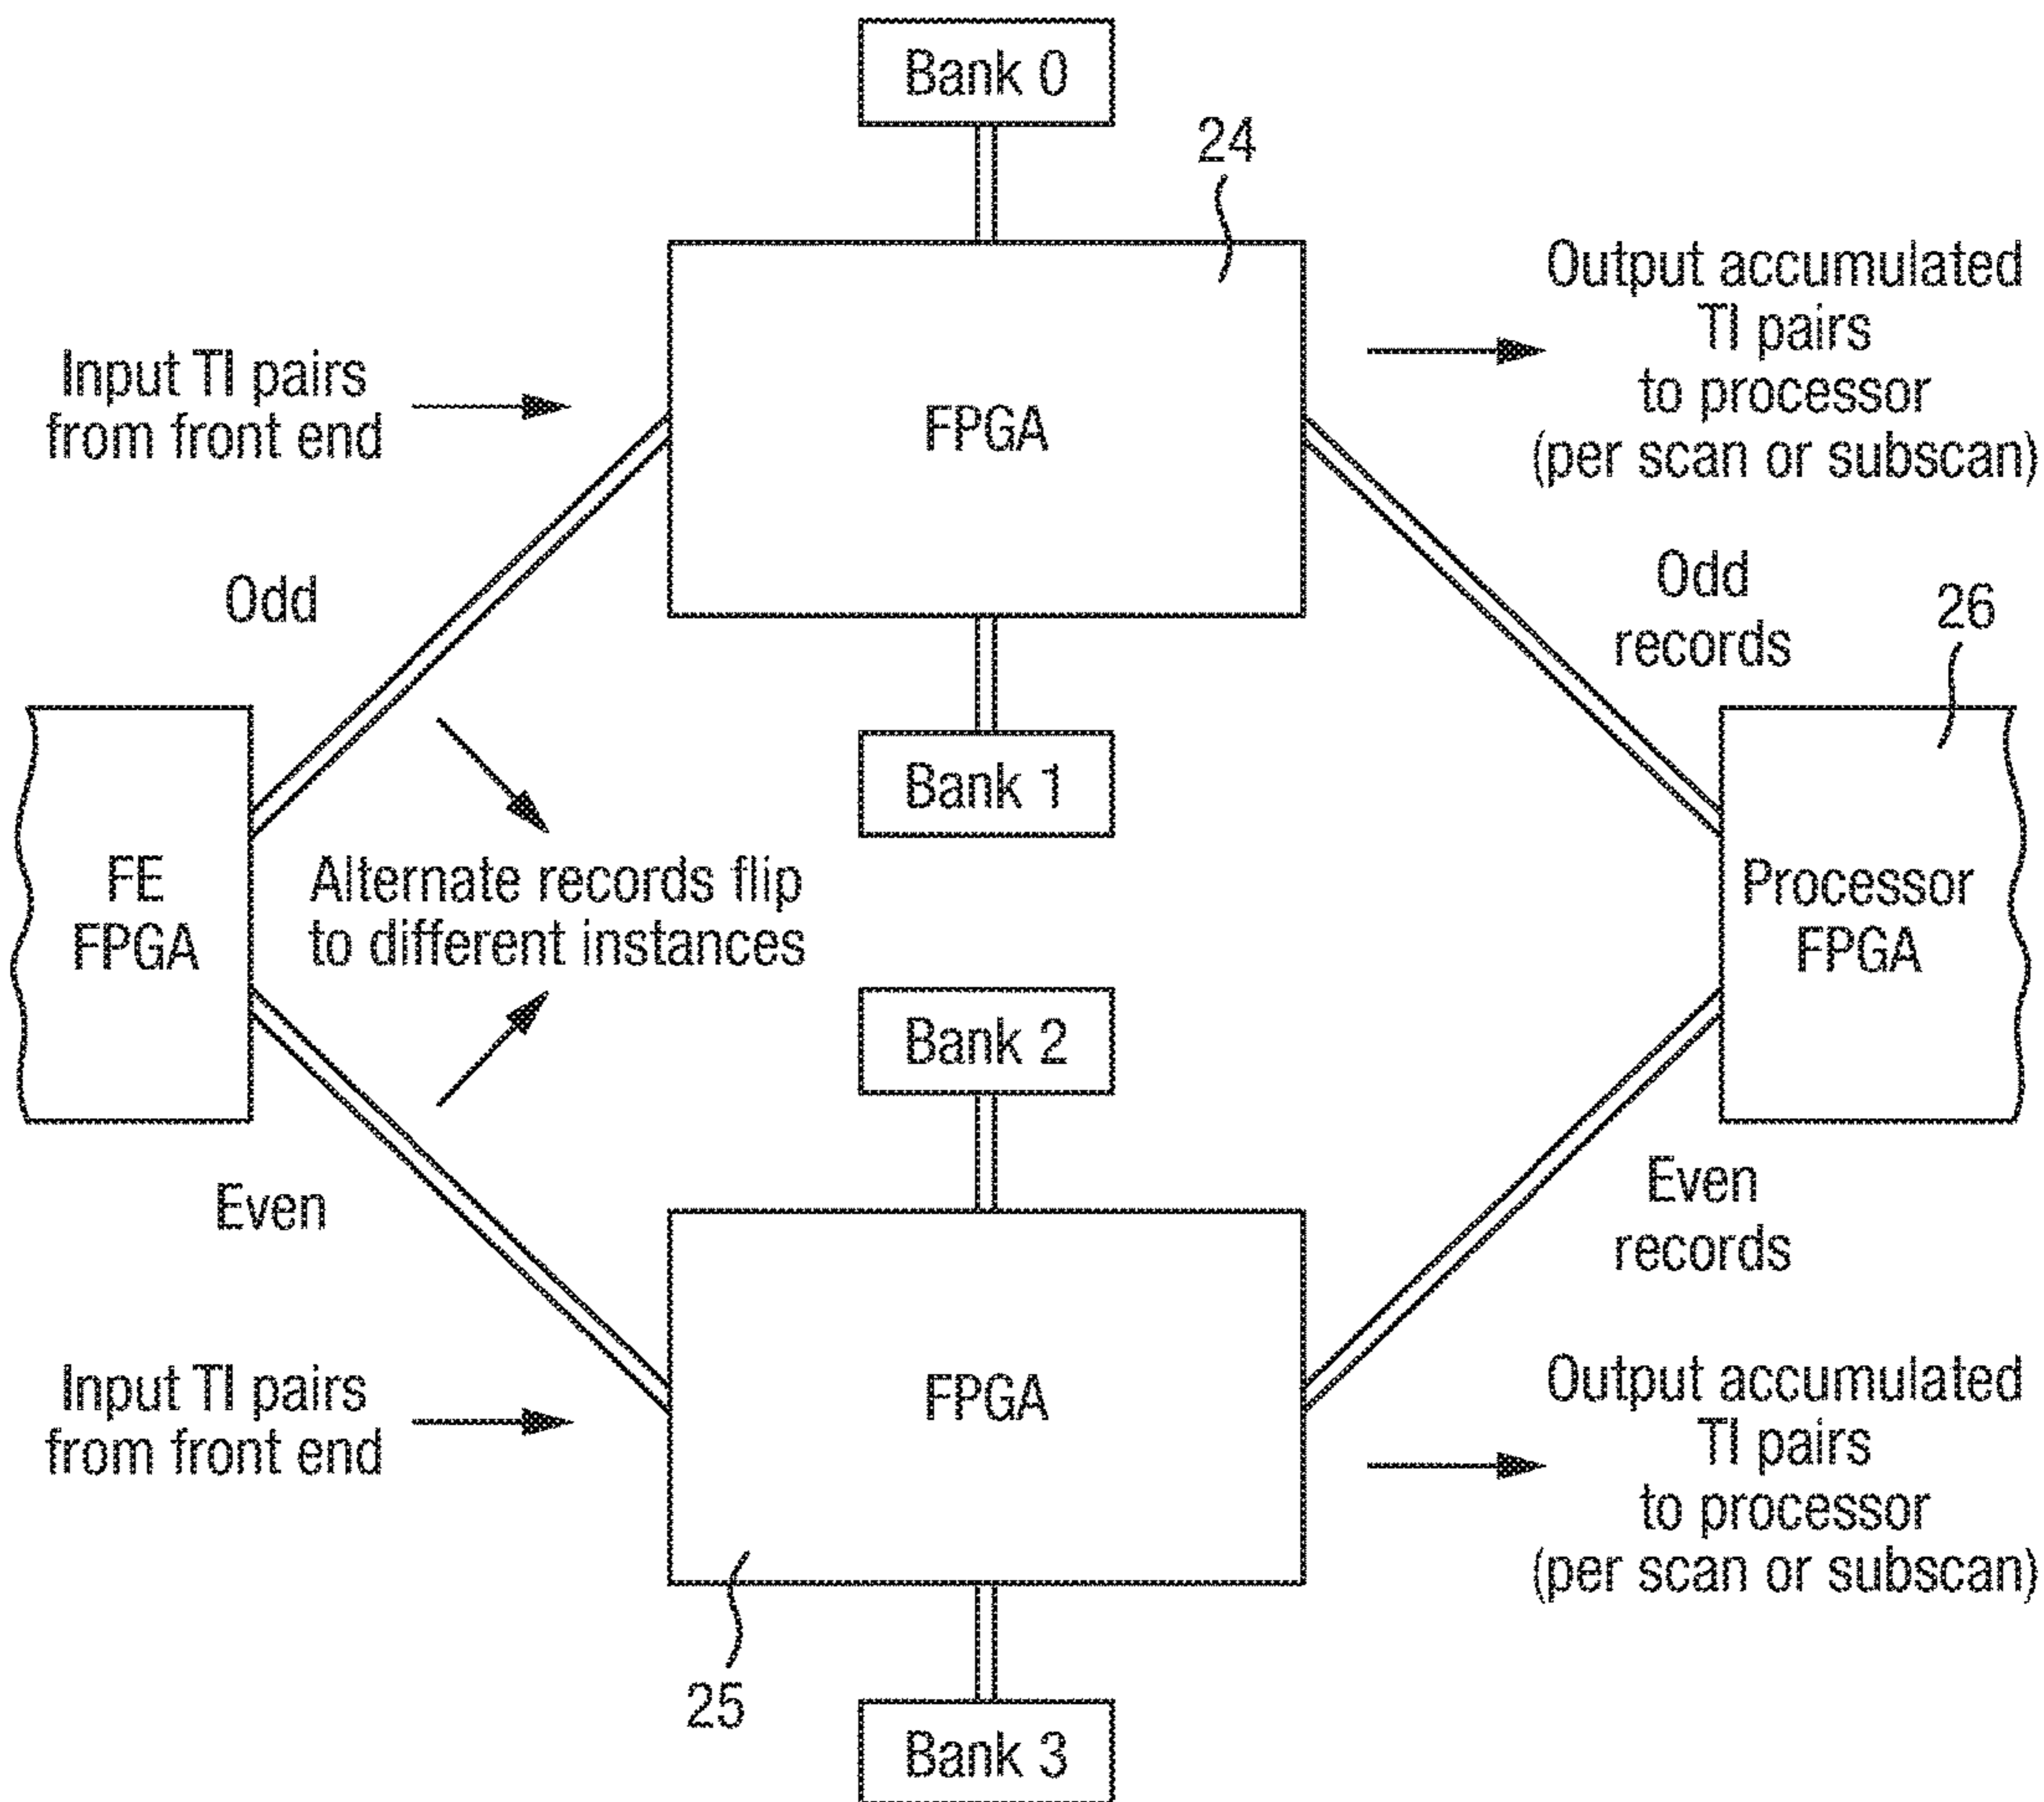 Bank 0
24
Input TI pairs
from front end
FPGA
Output accumulated
TI pairs
to processor
(per scan or subscan)
Odd
Odd
records
26
Bank 1
FE
FPGA
Alternate records flip
to different instances
Processor
FPGA
Bank 2
Even
Even
records
Input TI pairs
from front end
FPGA
Output accumulated
TI pairs
to processor
(per scan or subscan)
25
Bank 3